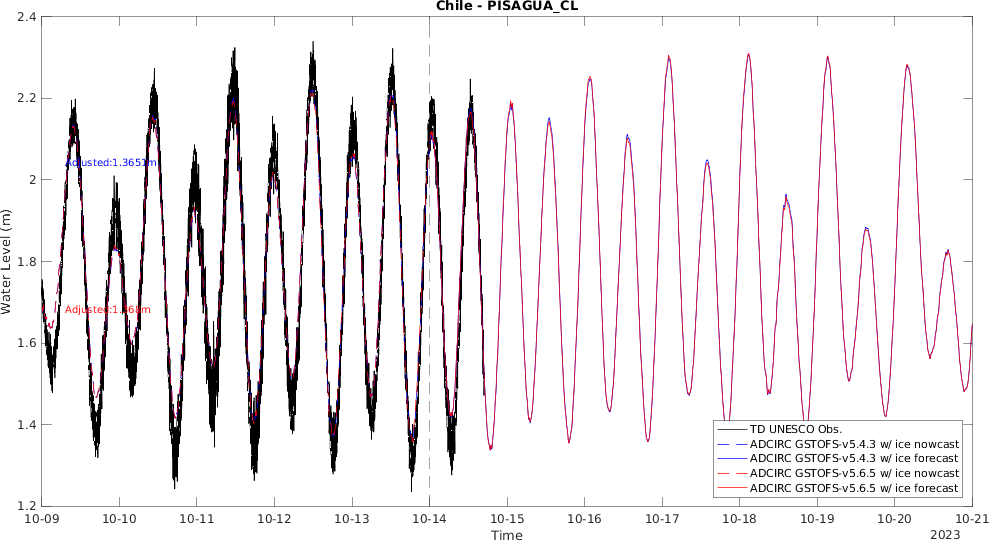 Chile - PISAGUA_CL
2.4
2.2
2
1.8
1.6
1.4
1.2
Water Level (m)
Adjusted:1.3651m
TD UNESCO Obs.
ADCIRC GSTOFS-v5.4.3 w/ ice nowcast
ADCIRC GSTOFS-v5.4.3 w/ ice forecast
ADCIRC GSTOFS-v5.6.5 w/ ice nowcast
ADCIRC GSTOFS-v5.6.5 w/ ice forecast
10-09 10-10 10-11 10-12 10-13 10-14 10-15 10-16 10-17 10-18 10-19 10-20 10-21
Time
2023